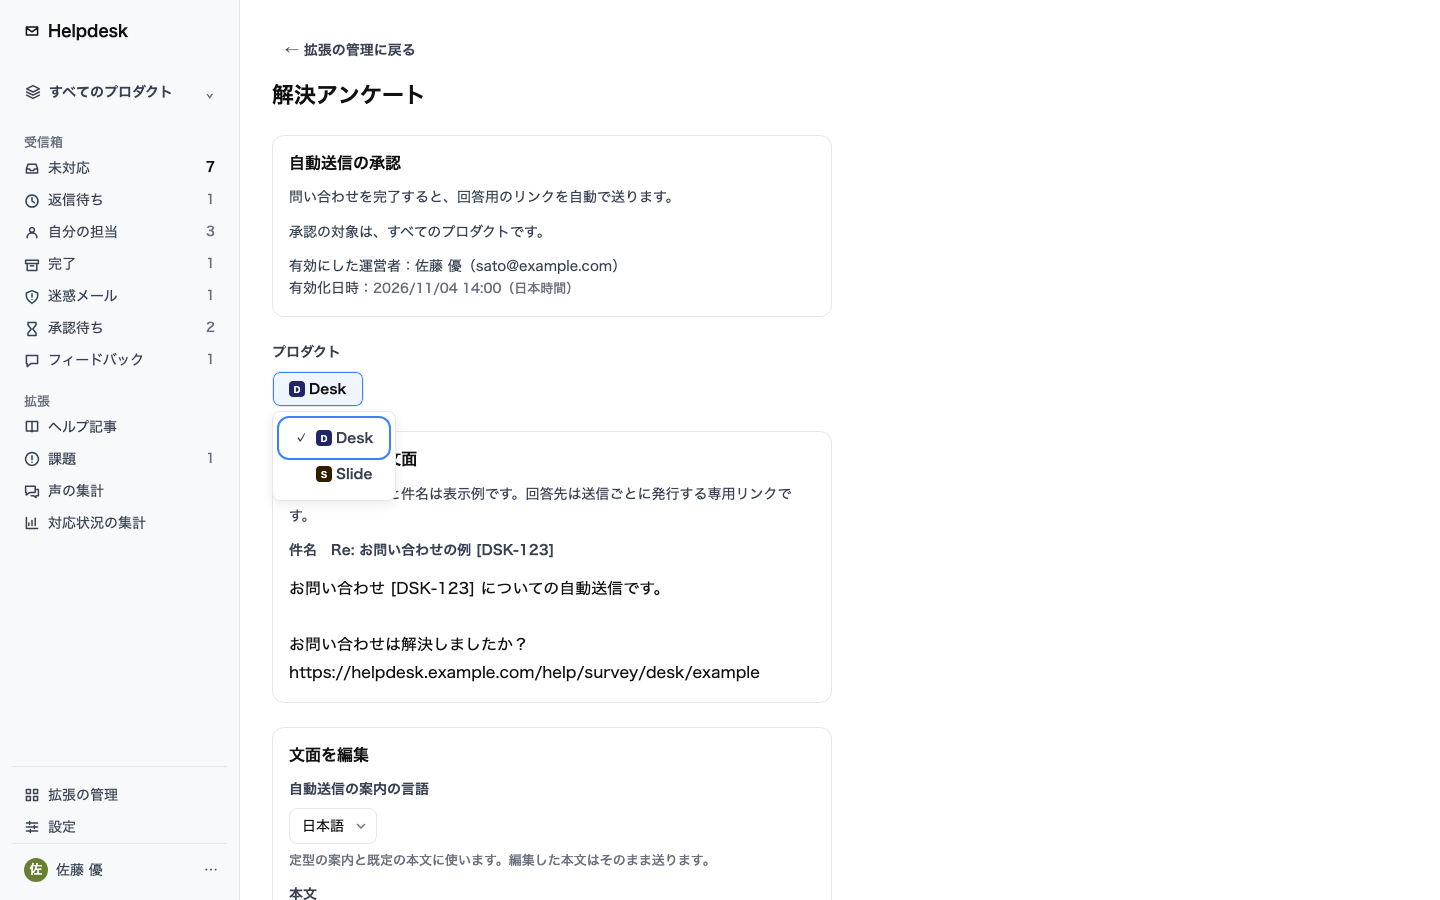 Helpdesk
すべてのプロダクト
受信箱
未対応 7
返信待ち 1
自分の担当 3
完了 1
迷惑メール 1
承認待ち 2
フィードバック 1
拡張
ヘルプ記事
課題 1
声の集計
対応状況の集計
拡張の管理
設定
佐 佐藤 優 …
← 拡張の管理に戻る
解決アンケート
自動送信の承認
問い合わせを完了すると、回答用のリンクを自動で送ります。
承認の対象は、すべてのプロダクトです。
有効にした運営者：佐藤 優（sato@example.com）
有効化日時：2026/11/04 14:00（日本時間）
プロダクト
D Desk
✓ D Desk
S Slide
文面
と件名は表示例です。回答先は送信ごとに発行する専用リンクで
す。
件名 Re: お問い合わせの例 [DSK-123]
お問い合わせ [DSK-123] についての自動送信です。
お問い合わせは解決しましたか？
https://helpdesk.example.com/help/survey/desk/example
文面を編集
自動送信の案内の言語
日本語
定型の案内と既定の本文に使います。編集した本文はそのまま送ります。
本文